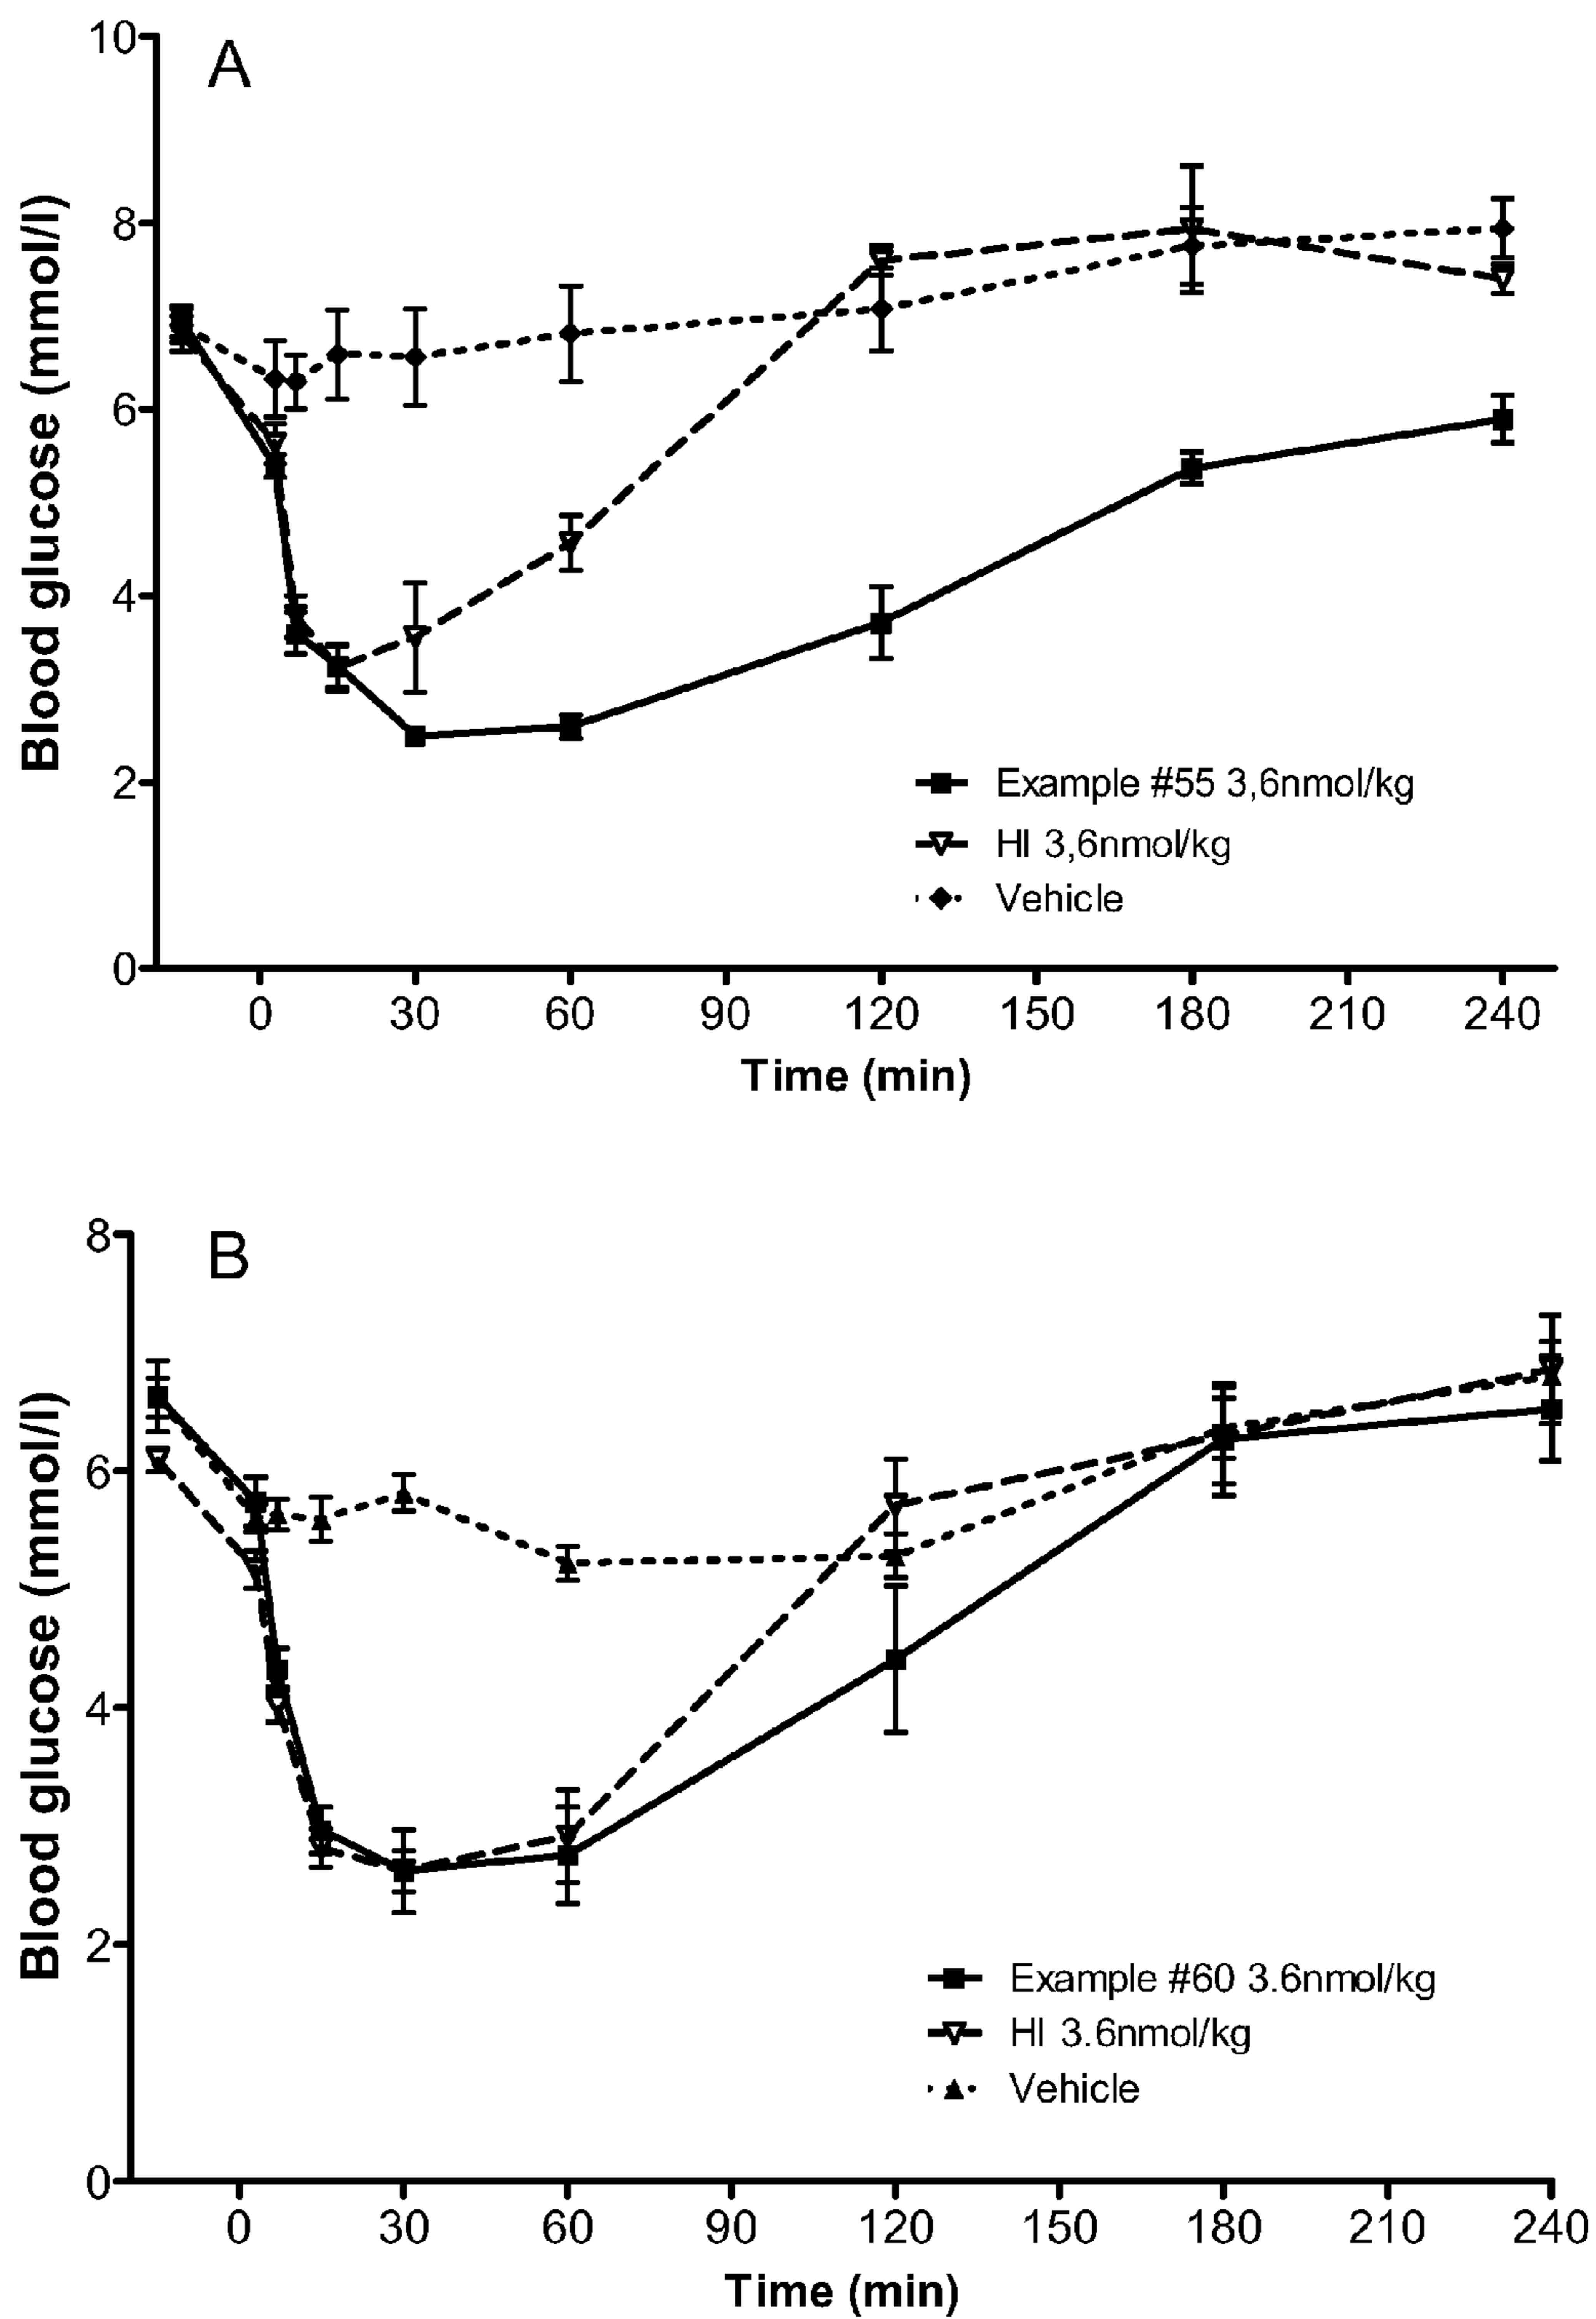 A
10
8
6
4
2
0
Blood glucose (mmol/l)
Example #55 3,6nmol/kg
HI 3,6nmol/kg
Vehicle
0 30 60 90 120 150 180 210 240
Time (min)
B
8
6
4
2
0
Blood glucose (mmol/l)
Example #60 3.6nmol/kg
HI 3.6nmol/kg
Vehicle
0 30 60 90 120 150 180 210 240
Time (min)